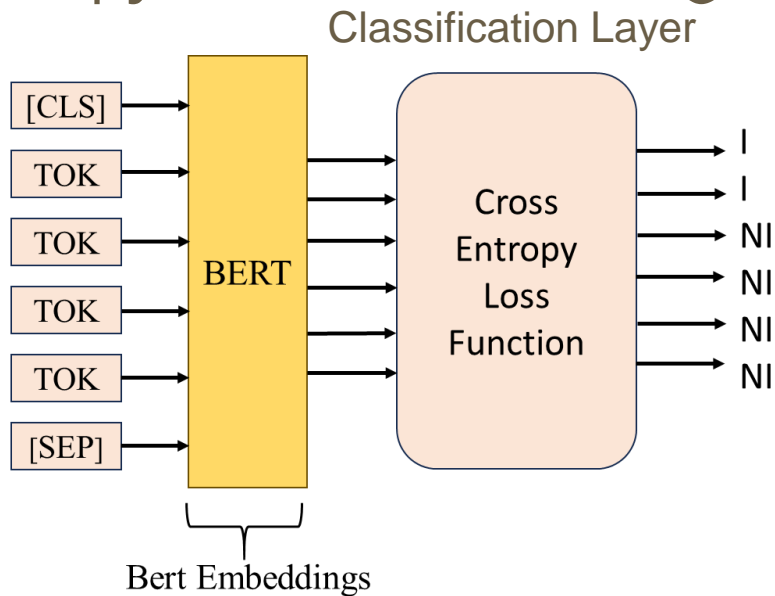 Classification Layer
[CLS]
TOK
TOK
TOK
TOK
[SEP]
BERT
Cross
Entropy
Loss
Function
I
I
NI
NI
NI
NI
Bert Embeddings